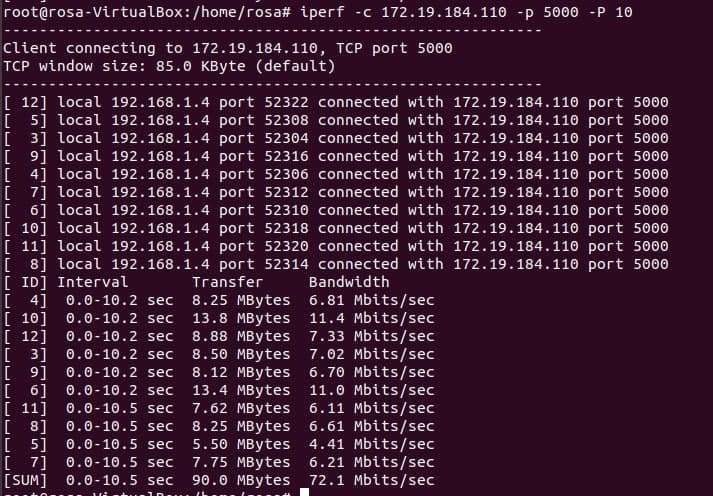 root@rosa-VirtualBox:/home/rosa# iperf -c 172.19.184.110 -p 5000 -P 10
------------------------------------------------------------
Client connecting to 172.19.184.110, TCP port 5000
TCP window size: 85.0 KByte (default)
------------------------------------------------------------
[ 12] local 192.168.1.4 port 52322 connected with 172.19.184.110 port 5000
[  5] local 192.168.1.4 port 52308 connected with 172.19.184.110 port 5000
[  3] local 192.168.1.4 port 52304 connected with 172.19.184.110 port 5000
[  9] local 192.168.1.4 port 52316 connected with 172.19.184.110 port 5000
[  4] local 192.168.1.4 port 52306 connected with 172.19.184.110 port 5000
[  7] local 192.168.1.4 port 52312 connected with 172.19.184.110 port 5000
[  6] local 192.168.1.4 port 52310 connected with 172.19.184.110 port 5000
[ 10] local 192.168.1.4 port 52318 connected with 172.19.184.110 port 5000
[ 11] local 192.168.1.4 port 52320 connected with 172.19.184.110 port 5000
[  8] local 192.168.1.4 port 52314 connected with 172.19.184.110 port 5000
[ ID] Interval       Transfer     Bandwidth
[  4]  0.0-10.2 sec  8.25 MBytes  6.81 Mbits/sec
[ 10]  0.0-10.2 sec  13.8 MBytes  11.4 Mbits/sec
[ 12]  0.0-10.2 sec  8.88 MBytes  7.33 Mbits/sec
[  3]  0.0-10.2 sec  8.50 MBytes  7.02 Mbits/sec
[  9]  0.0-10.2 sec  8.12 MBytes  6.70 Mbits/sec
[  6]  0.0-10.2 sec  13.4 MBytes  11.0 Mbits/sec
[ 11]  0.0-10.5 sec  7.62 MBytes  6.11 Mbits/sec
[  8]  0.0-10.5 sec  8.25 MBytes  6.61 Mbits/sec
[  5]  0.0-10.5 sec  5.50 MBytes  4.41 Mbits/sec
[  7]  0.0-10.5 sec  7.75 MBytes  6.21 Mbits/sec
[SUM]  0.0-10.5 sec  90.0 MBytes  72.1 Mbits/sec
root@rosa-VirtualBox:/home/rosa#